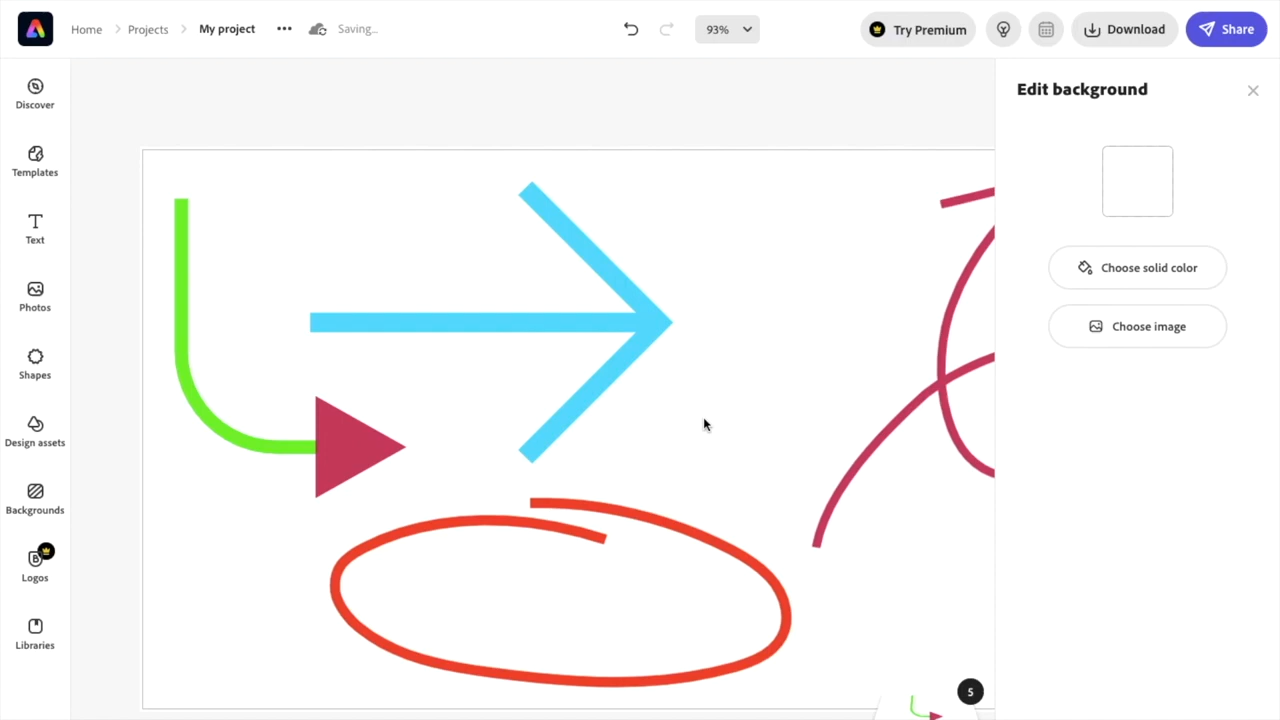 Home
Projects
My project
Saving...
93%
Try Premium
Download
Share
Discover
Templates
Text
Photos
Shapes
Design assets
Backgrounds
B
Logos
Libraries
Edit background
Choose solid color
Choose image
5